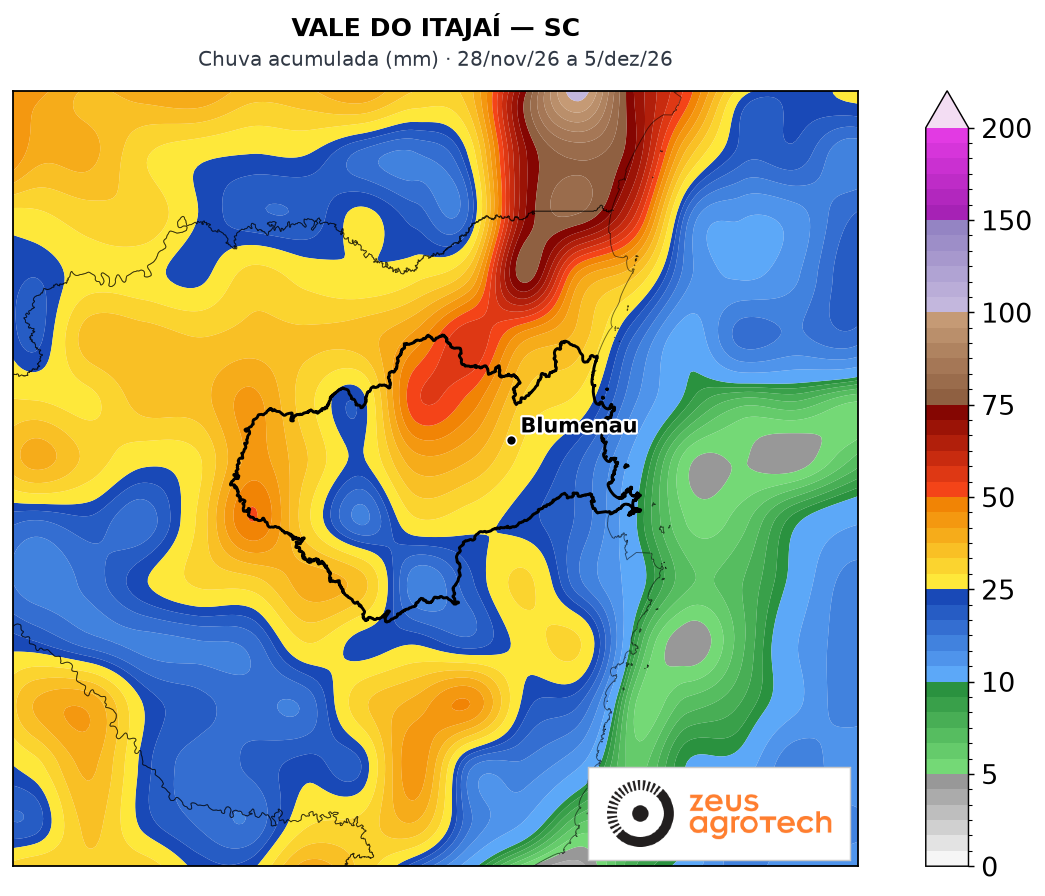 VALE DO ITAJAÍ — SC
Chuva acumulada (mm) · 28/nov/26 a 5/dez/26
200
150
100
75
50
25
10
5
0
Blumenau
zeus
agrotech